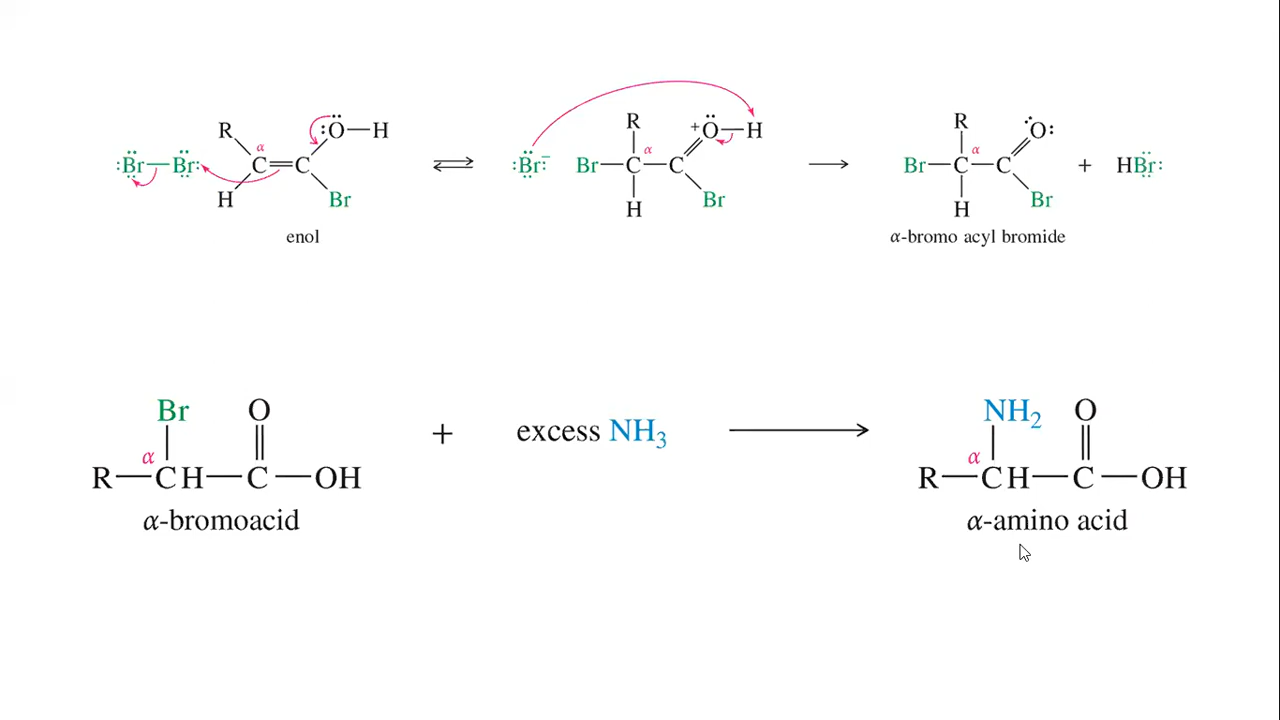 R α :Ö—H :Br—Br: C=C H Br
enol
:Br:⁻ R +Ö—H Br—C α C H Br
R Ö: Br—C α C H Br + HBr:
α-bromo acyl bromide
Br O
α
R—CH—C—OH
α-bromoacid
+ excess NH₃
NH₂ O
α
R—CH—C—OH
α-amino acid